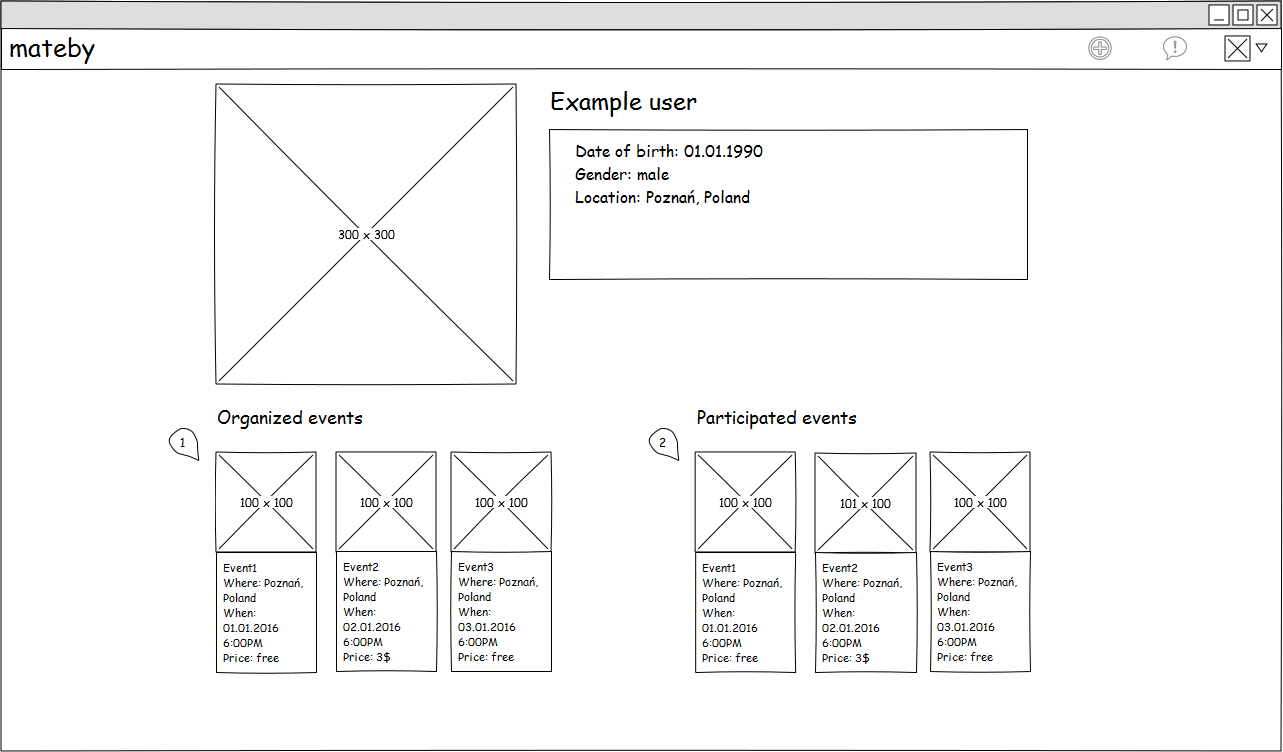 mateby
Example user
Date of birth: 01.01.1990
Gender: male
Location: Poznań, Poland
300 x 300
Organized events
1
100 x 100
Event1
Where: Poznań,
Poland
When:
01.01.2016
6:00PM
Price: free
100 x 100
Event2
Where: Poznań,
Poland
When:
02.01.2016
6:00PM
Price: 3$
100 x 100
Event3
Where: Poznań,
Poland
When:
03.01.2016
6:00PM
Price: free
Participated events
2
100 x 100
Event1
Where: Poznań,
Poland
When:
01.01.2016
6:00PM
Price: free
101 x 100
Event2
Where: Poznań,
Poland
When:
02.01.2016
6:00PM
Price: 3$
100 x 100
Event3
Where: Poznań,
Poland
When:
03.01.2016
6:00PM
Price: free